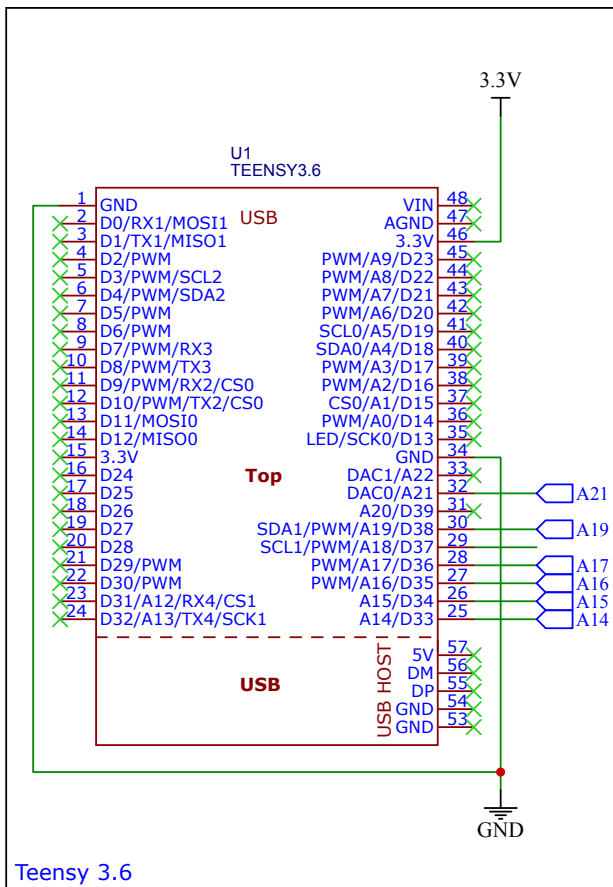 3.3V
U1
TEENSY3.6
1 GND USB VIN 48
2 D0/RX1/MOSI1 AGND 47
3 D1/TX1/MISO1 3.3V 46
4 D2/PWM PWM/A9/D23 45
5 D3/PWM/SCL2 PWM/A8/D22 44
6 D4/PWM/SDA2 PWM/A7/D21 43
7 D5/PWM PWM/A6/D20 42
8 D6/PWM SCL0/A5/D19 41
9 D7/PWM/RX3 SDA0/A4/D18 40
10 D8/PWM/TX3 PWM/A3/D17 39
11 D9/PWM/RX2/CS0 PWM/A2/D16 38
12 D10/PWM/TX2/CS0 CS0/A1/D15 37
13 D11/MOSI0 PWM/A0/D14 36
14 D12/MISO0 LED/SCK0/D13 35
15 3.3V GND 34
16 D24 Top DAC1/A22 33
17 D25 DAC0/A21 32 A21
18 D26 A20/D39 31
19 D27 SDA1/PWM/A19/D38 30 A19
20 D28 SCL1/PWM/A18/D37 29
21 D29/PWM PWM/A17/D36 28 A17
22 D30/PWM PWM/A16/D35 27 A16
23 D31/A12/RX4/CS1 A15/D34 26 A15
24 D32/A13/TX4/SCK1 A14/D33 25 A14
USB
USB HOST
5V 57
DM 56
DP 55
GND 54
GND 53
GND
Teensy 3.6